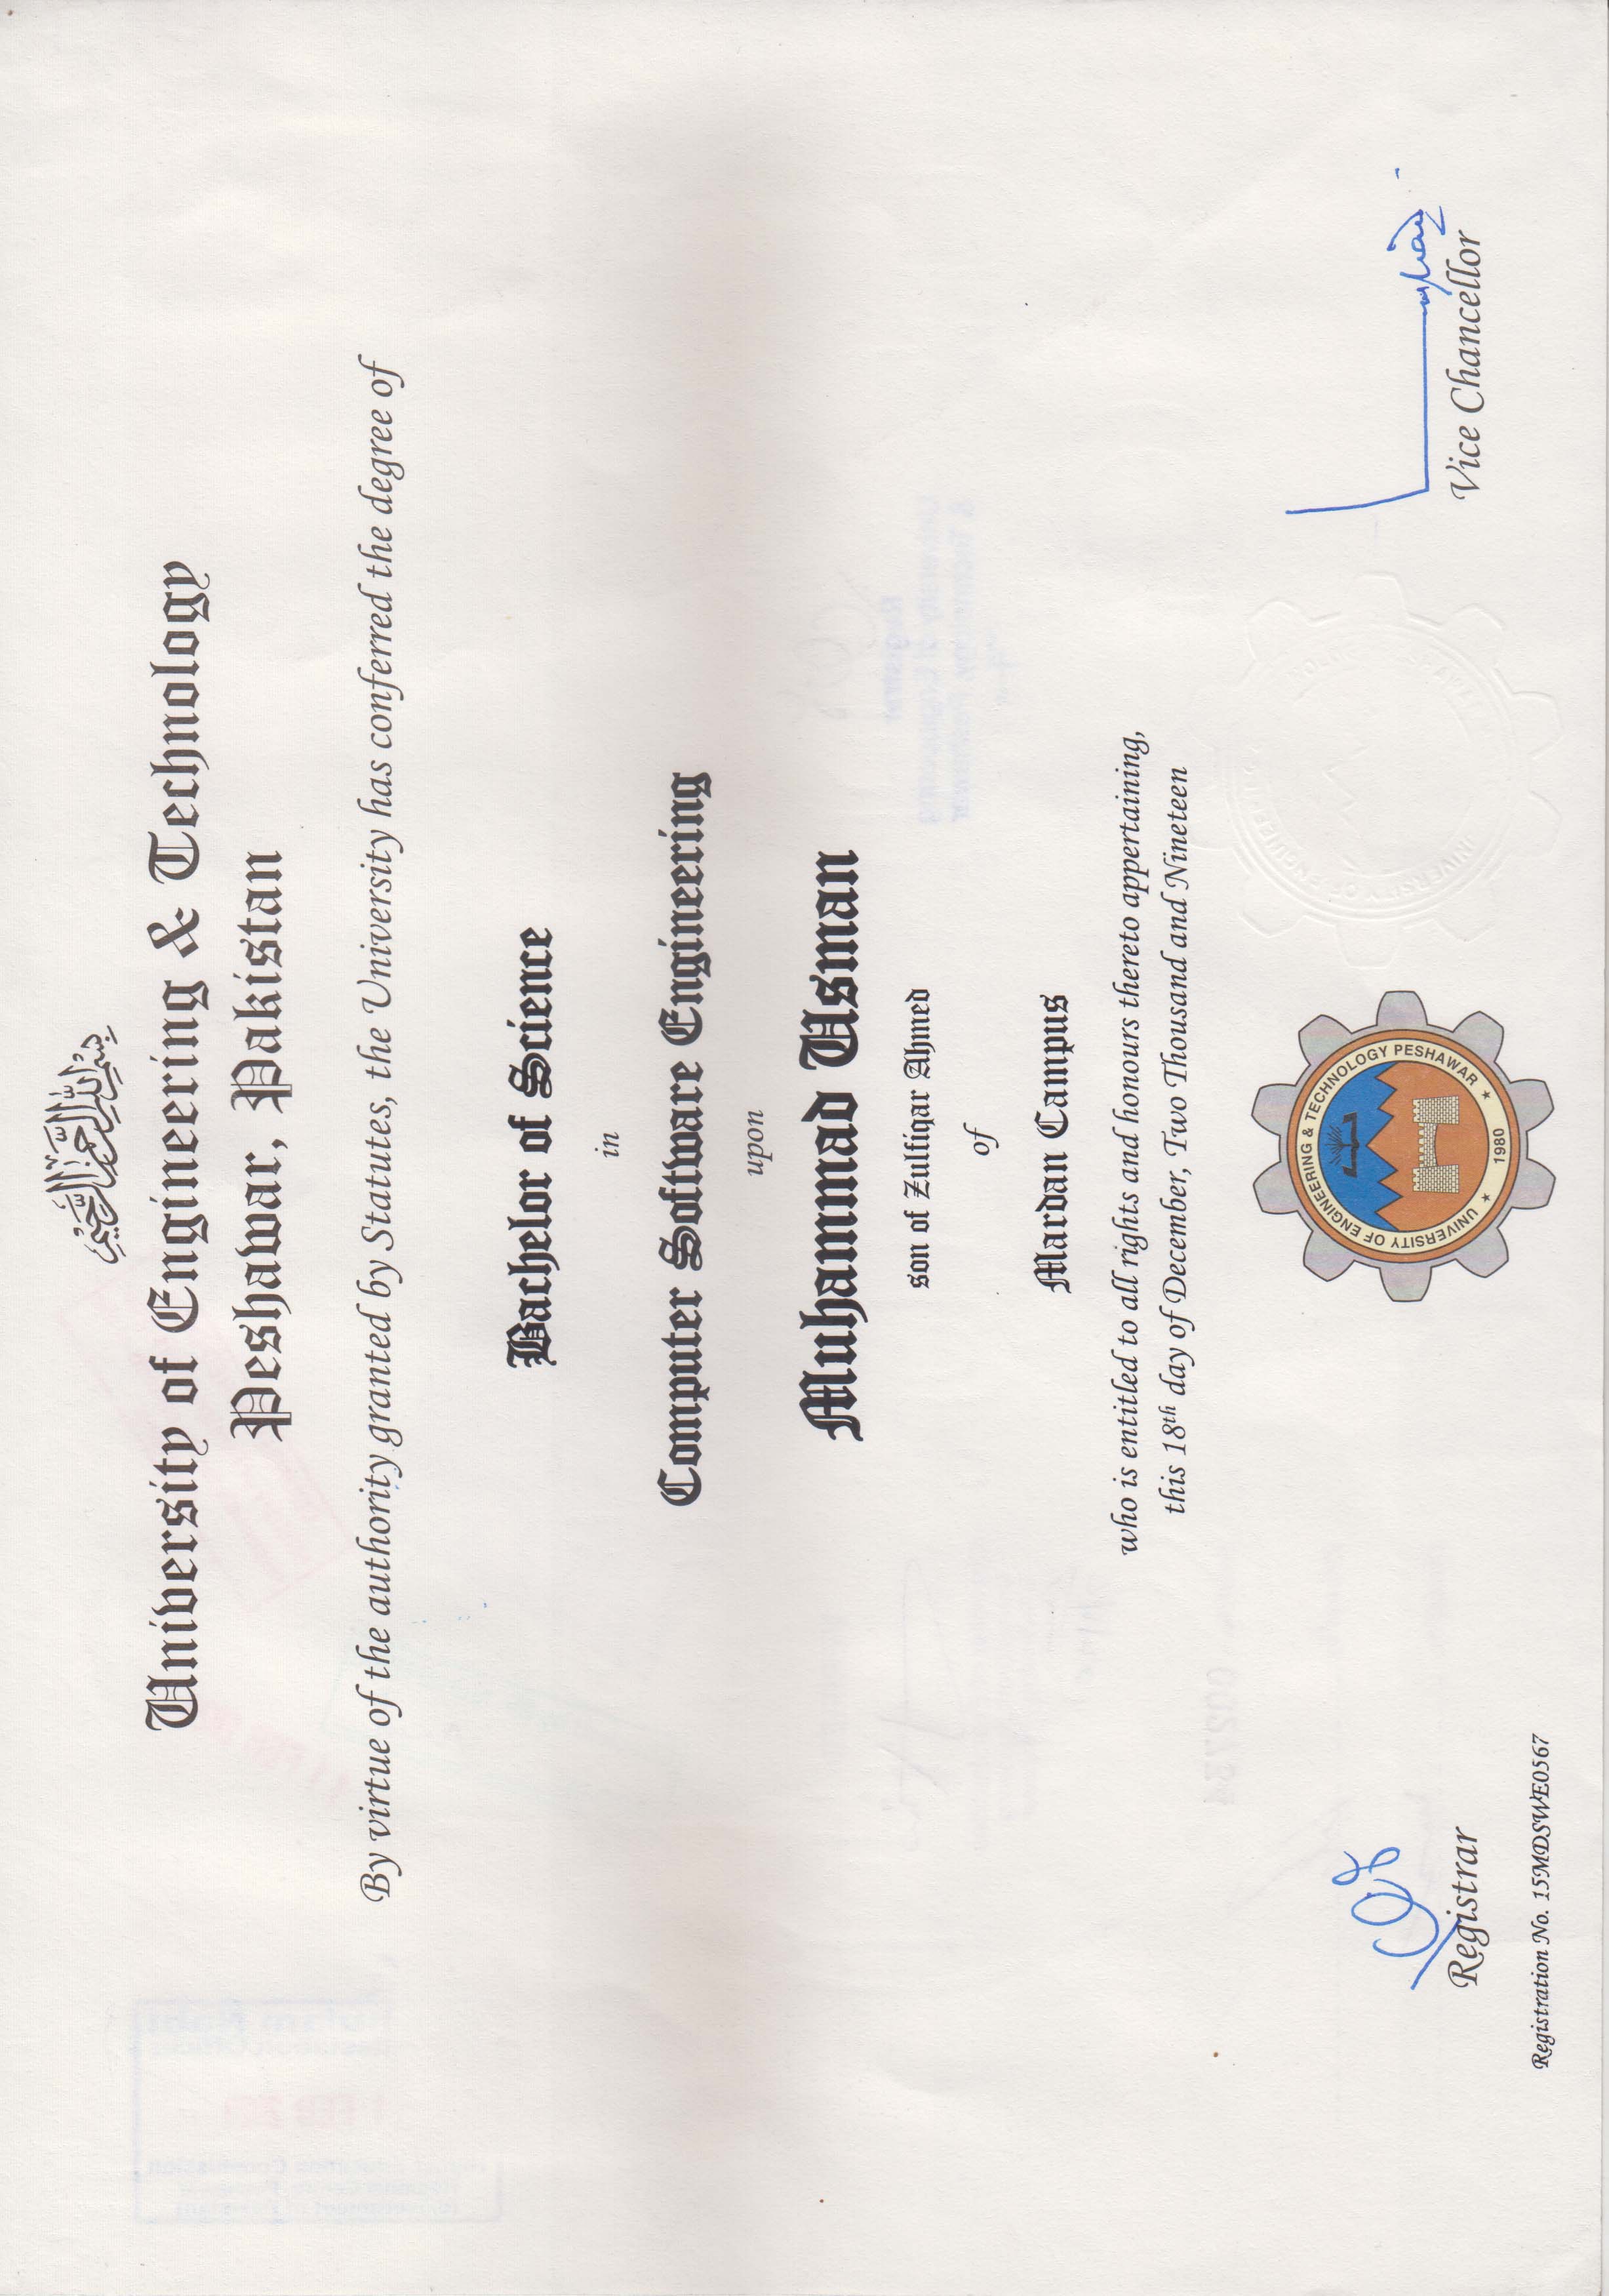 بسم الله الرحمن الرحيم
University of Engineering & Technology
Peshawar, Pakistan
By virtue of the authority granted by Statutes, the University has conferred the degree of
Bachelor of Science
in
Computer Software Engineering
upon
Muhammad Usman
son of Zulfiqar Ahmed
of
Mardan Campus
who is entitled to all rights and honours thereto appertaining,
this 18th day of December, Two Thousand and Nineteen
UNIVERSITY OF ENGINEERING & TECHNOLOGY PESHAWAR
1980
Registrar
Vice Chancellor
Registration No. 15MDSWE0567